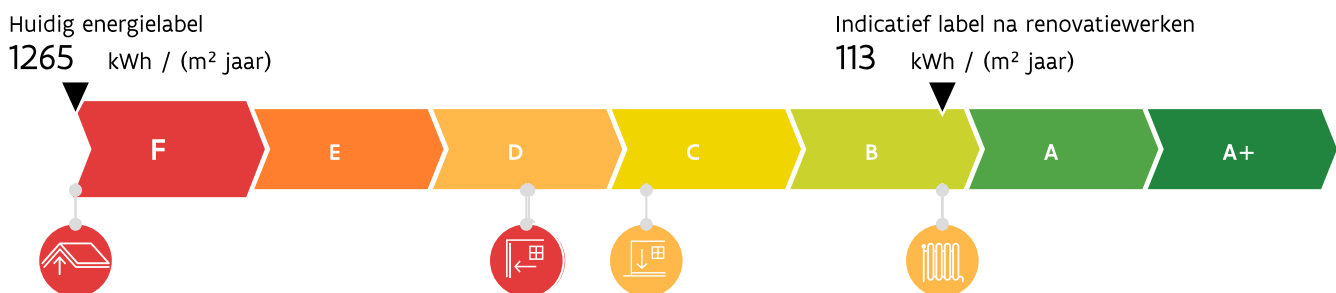 Huidig energielabel
1265 kWh / (m² jaar)
Indicatief label na renovatiewerken
113 kWh / (m² jaar)
F E D C B A A+